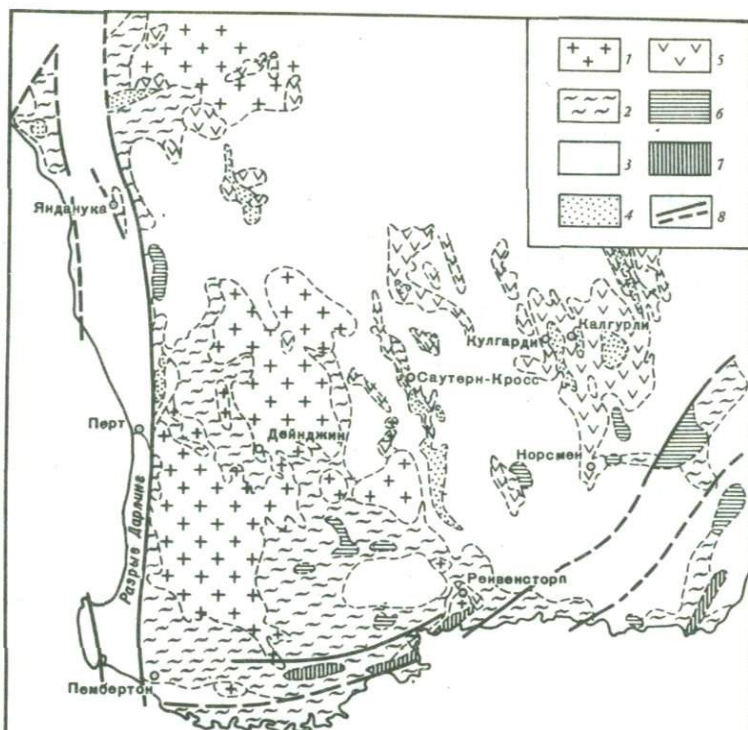 1 5
2 6
3 7
4 8
Янданука
Кулгарди
Калгурли
Саутерн-Кросс
Перт
Дейнджин
Норсмен
Разрыв Дарлинг
Рейвенсторп
Пембертон